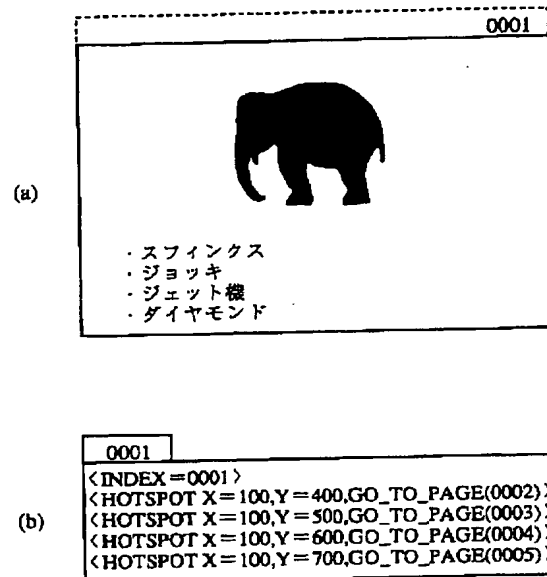 0001
(a)
・スフィンクス
・ジョッキ
・ジェット機
・ダイヤモンド
0001
(b)
〈INDEX=0001〉
〈HOTSPOT X=100,Y=400,GO_TO_PAGE(0002)〉
〈HOTSPOT X=100,Y=500,GO_TO_PAGE(0003)〉
〈HOTSPOT X=100,Y=600,GO_TO_PAGE(0004)〉
〈HOTSPOT X=100,Y=700,GO_TO_PAGE(0005)〉